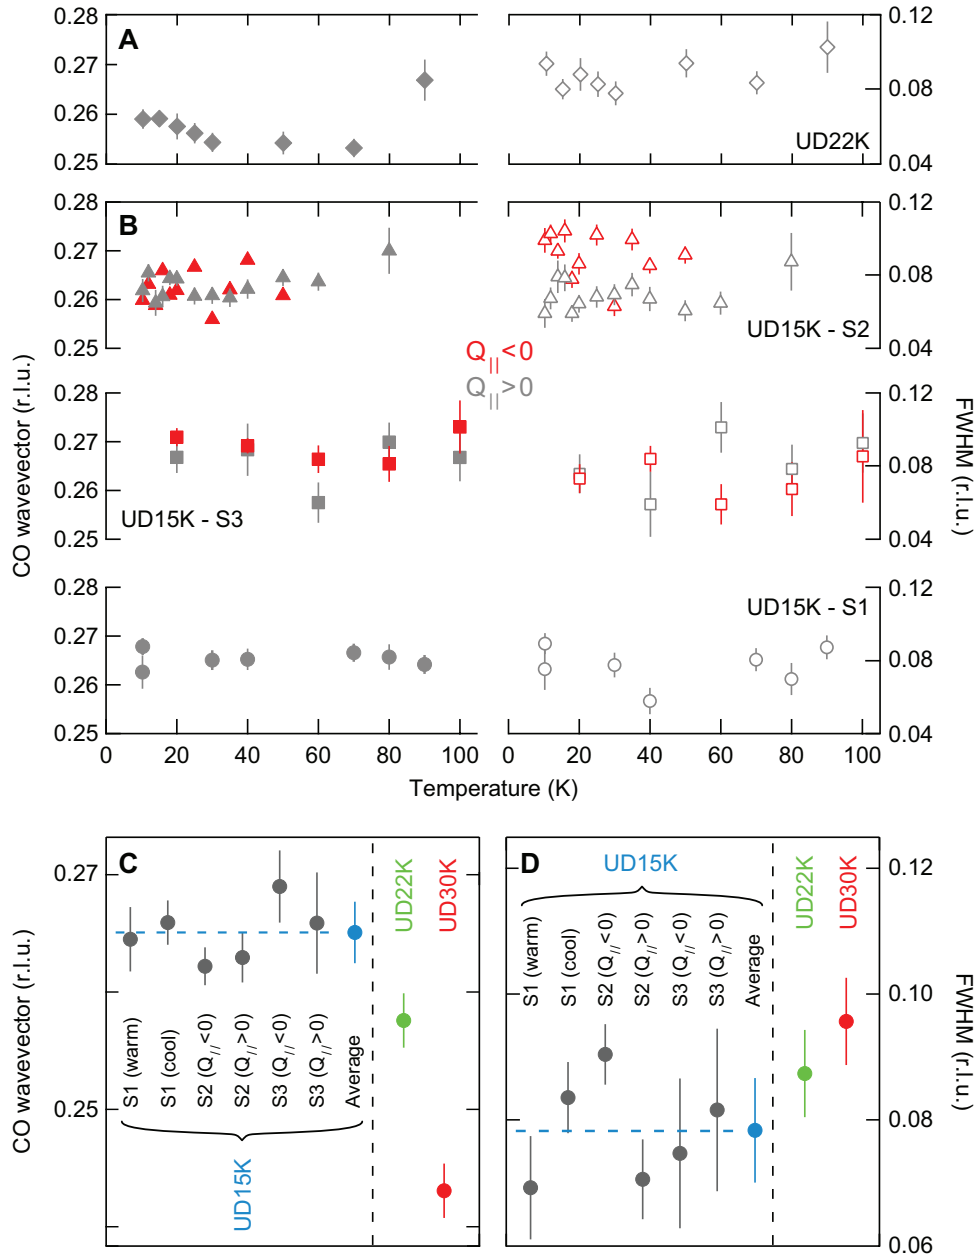 A
0.28
0.27
0.26
0.25
0.12
0.08
0.04
UD22K
B
0.28
0.27
0.26
0.25
0.12
0.08
0.04
UD15K - S2
Q||<0
Q||>0
CO wavevector (r.l.u.)
FWHM (r.l.u.)
0.28
0.27
0.26
0.25
UD15K - S3
0.12
0.08
0.04
0.28
0.27
0.26
0.25
UD15K - S1
0.12
0.08
0.04
0 20 40 60 80 100
0 20 40 60 80 100
Temperature (K)
C
CO wavevector (r.l.u.)
0.27
0.25
S1 (warm)
S1 (cool)
S2 (Q//<0)
S2 (Q//>0)
S3 (Q//<0)
S3 (Q//>0)
Average
UD15K
UD22K
UD30K
D
UD15K
S1 (warm)
S1 (cool)
S2 (Q//<0)
S2 (Q//>0)
S3 (Q//<0)
S3 (Q//>0)
Average
UD22K
UD30K
0.12
0.10
0.08
0.06
FWHM (r.l.u.)